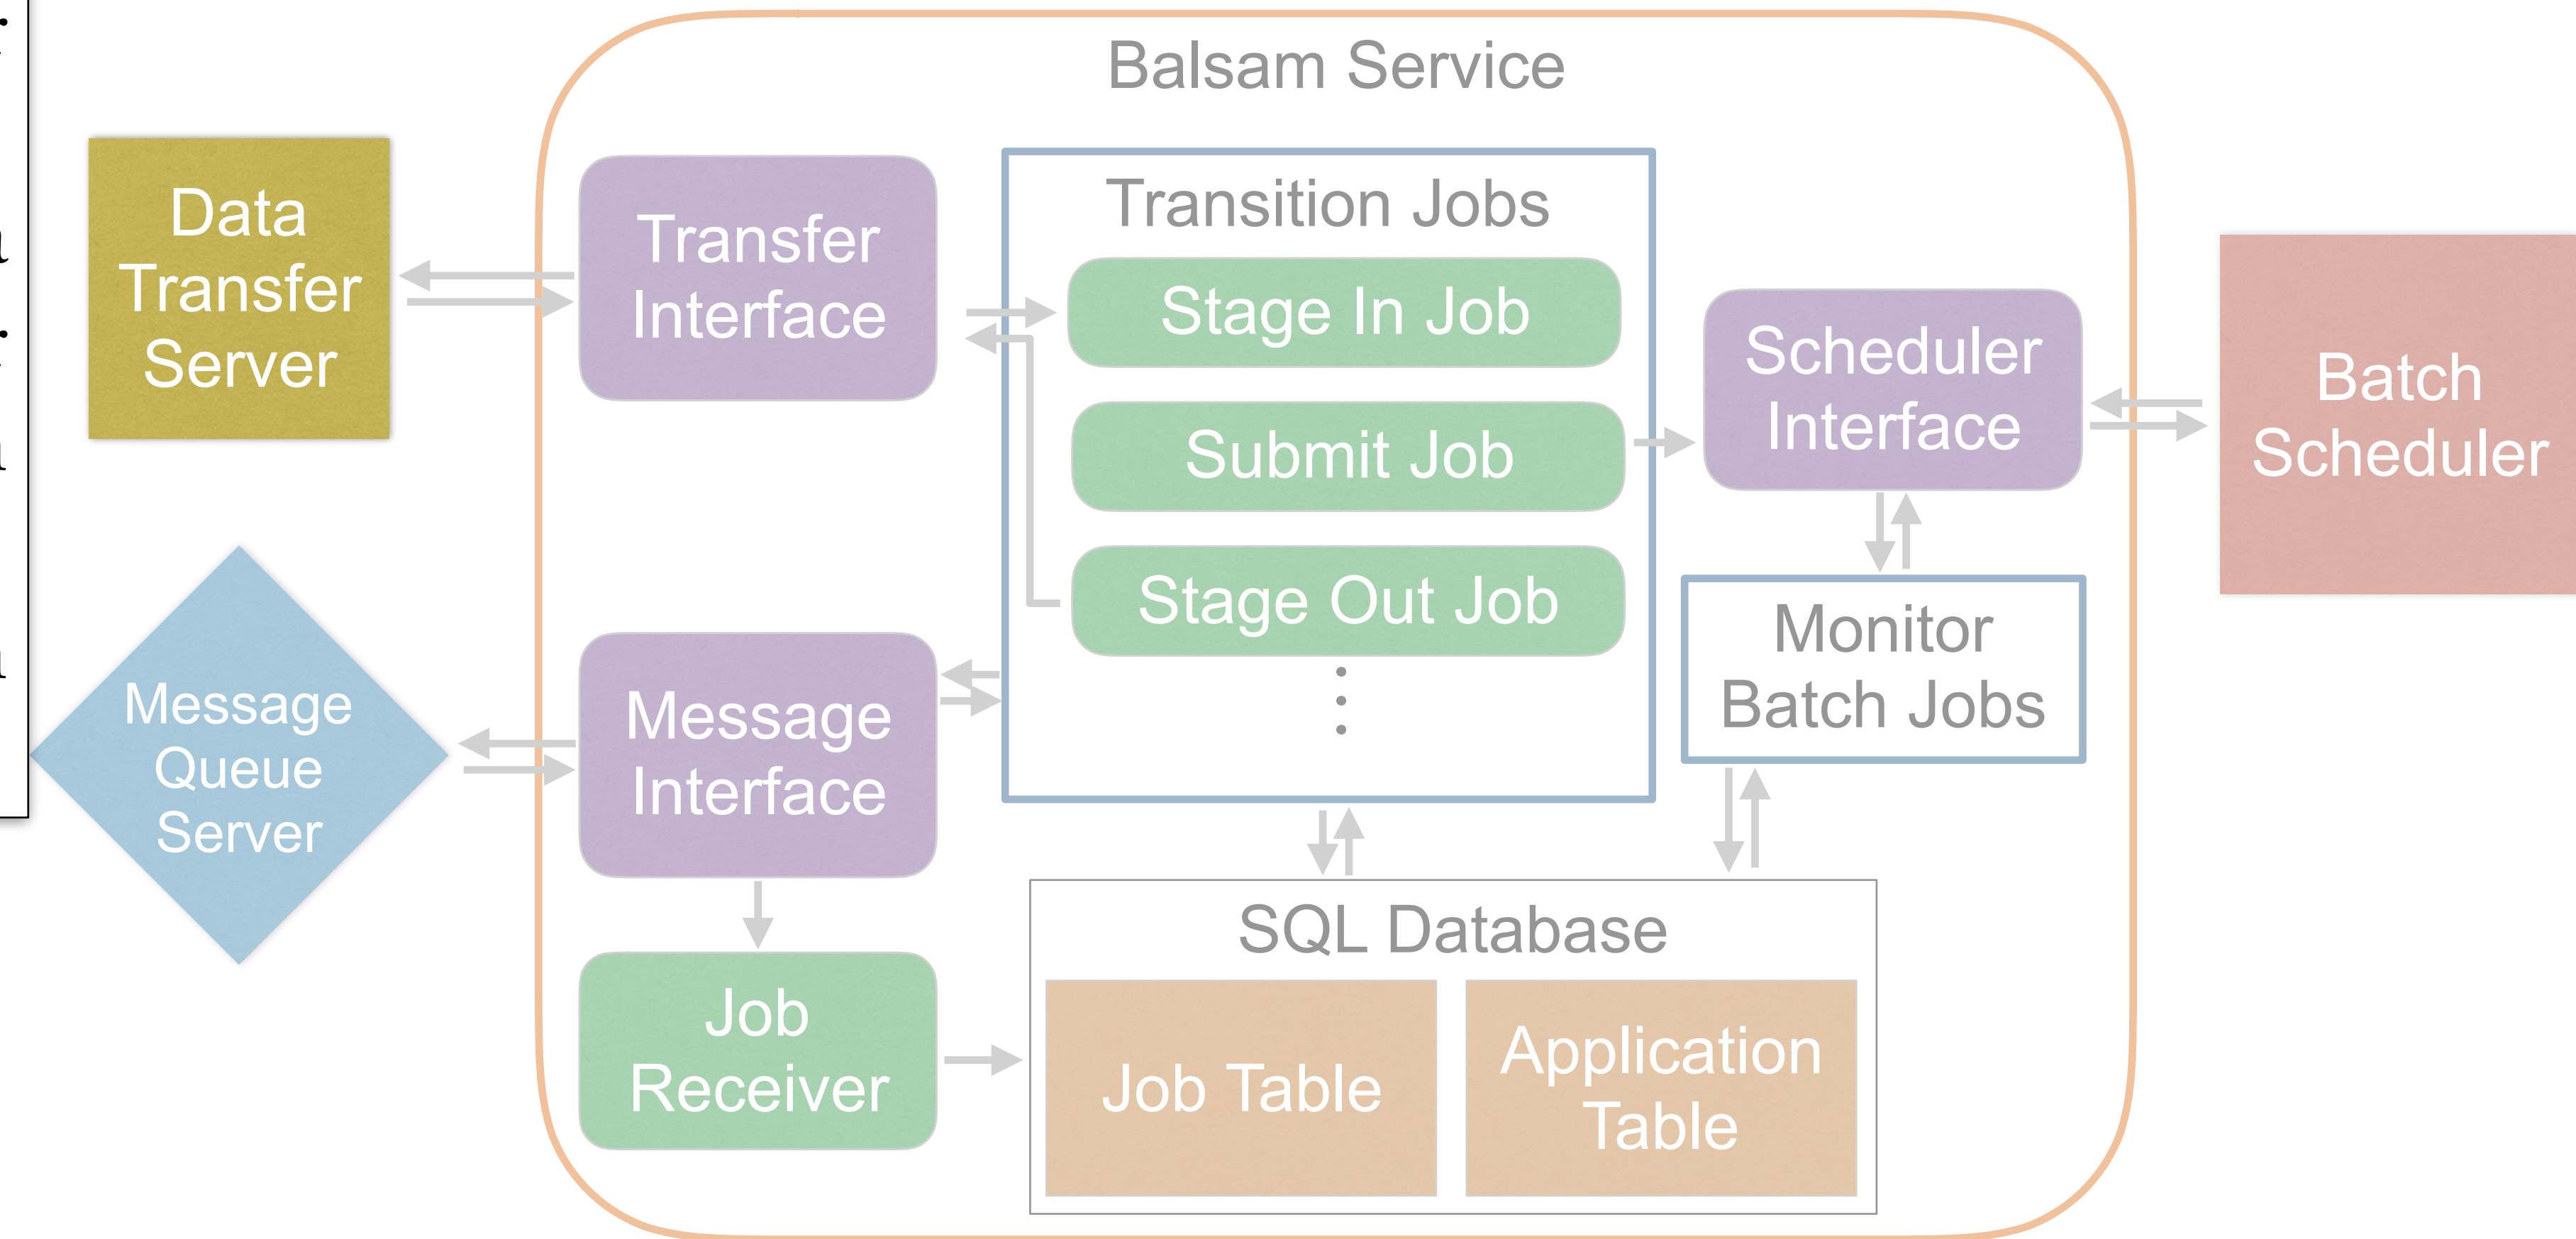 Balsam Service
Data
Transfer
Server
Transfer
Interface
Transition Jobs
Stage In Job
Submit Job
Stage Out Job
Scheduler
Interface
Batch
Scheduler
Monitor
Batch Jobs
Message
Queue
Server
Message
Interface
Job
Receiver
SQL Database
Job Table
Application
Table